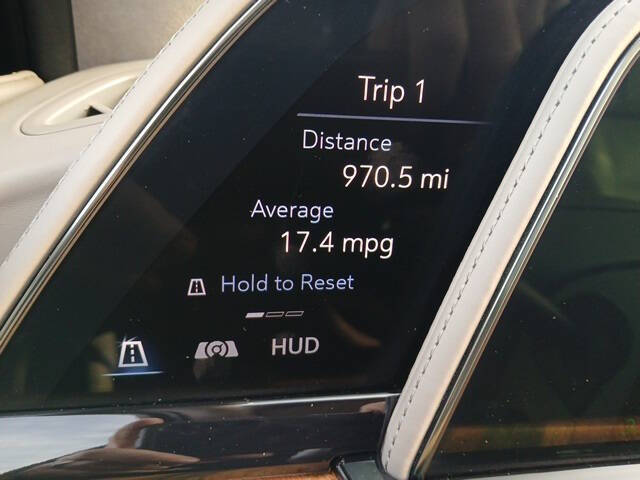 Trip 1
Distance
970.5 mi
Average
17.4 mpg
Hold to Reset
HUD